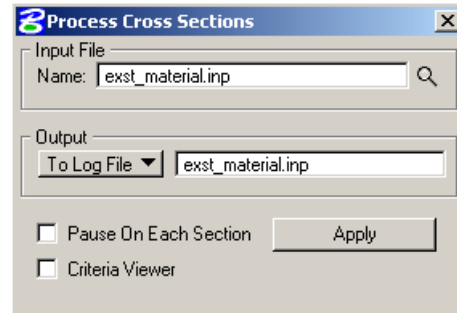 Process Cross Sections
Input File
Name: exst_material.inp
Output
To Log File exst_material.inp
Pause On Each Section Apply
Criteria Viewer